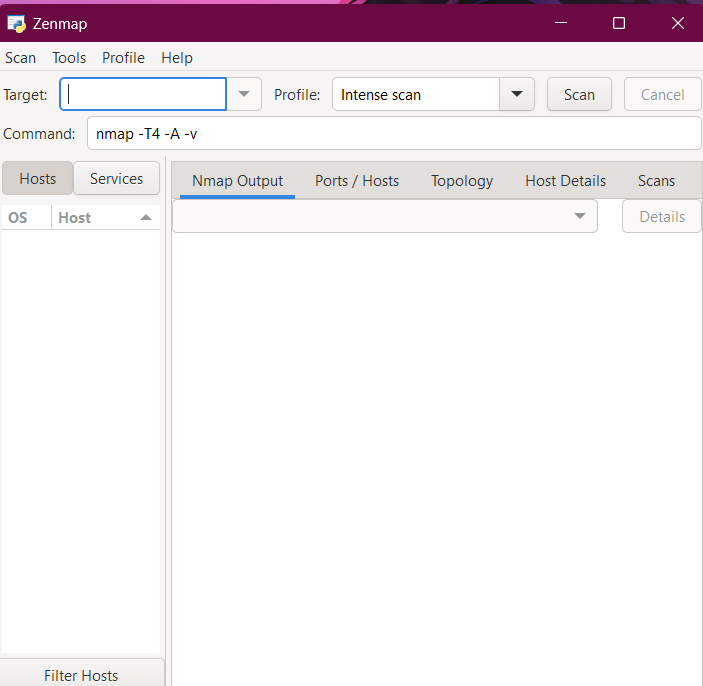 Zenmap
Scan Tools Profile Help
Target: Profile: Intense scan Scan Cancel
Command: nmap -T4 -A -v
Hosts Services Nmap Output Ports / Hosts Topology Host Details Scans
OS Host Details
Filter Hosts